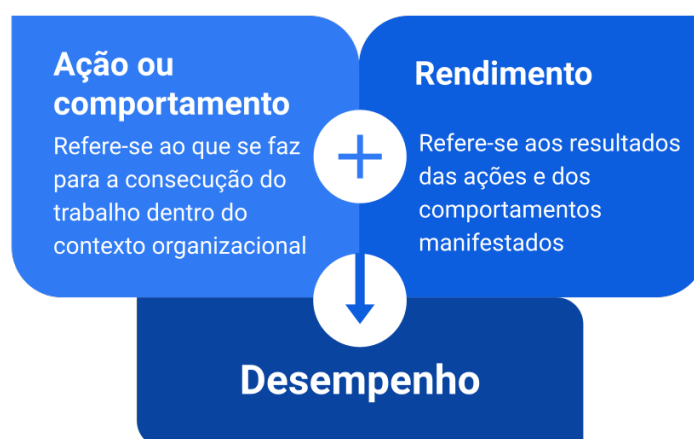 Ação ou
comportamento
Refere-se ao que se faz
para a consecução do
trabalho dentro do
contexto organizacional
Rendimento
Refere-se aos resultados
das ações e dos
comportamentos
manifestados
+
Desempenho